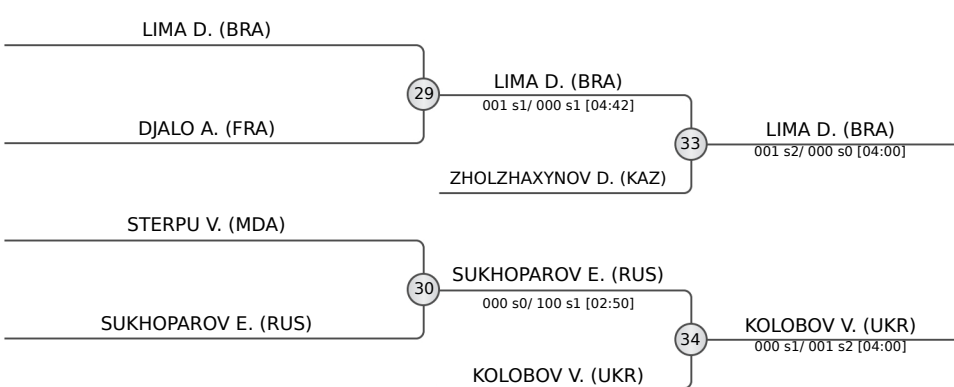 LIMA D. (BRA)
29
DJALO A. (FRA)
LIMA D. (BRA)
001 s1/ 000 s1 [04:42]
33
ZHOLZHAXYNOV D. (KAZ)
LIMA D. (BRA)
001 s2/ 000 s0 [04:00]
STERPU V. (MDA)
30
SUKHOPAROV E. (RUS)
SUKHOPAROV E. (RUS)
000 s0/ 100 s1 [02:50]
34
KOLOBOV V. (UKR)
KOLOBOV V. (UKR)
000 s1/ 001 s2 [04:00]